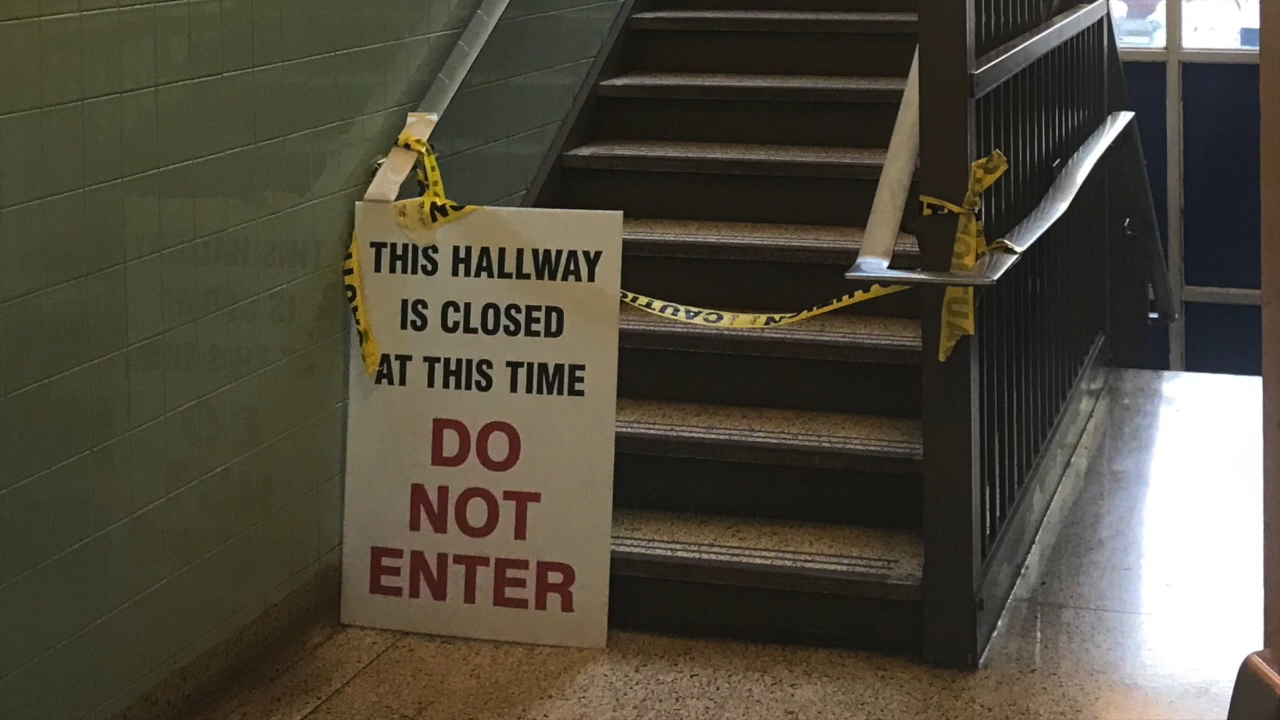 THIS HALLWAY
IS CLOSED
AT THIS TIME
DO
NOT
ENTER
CAUTION